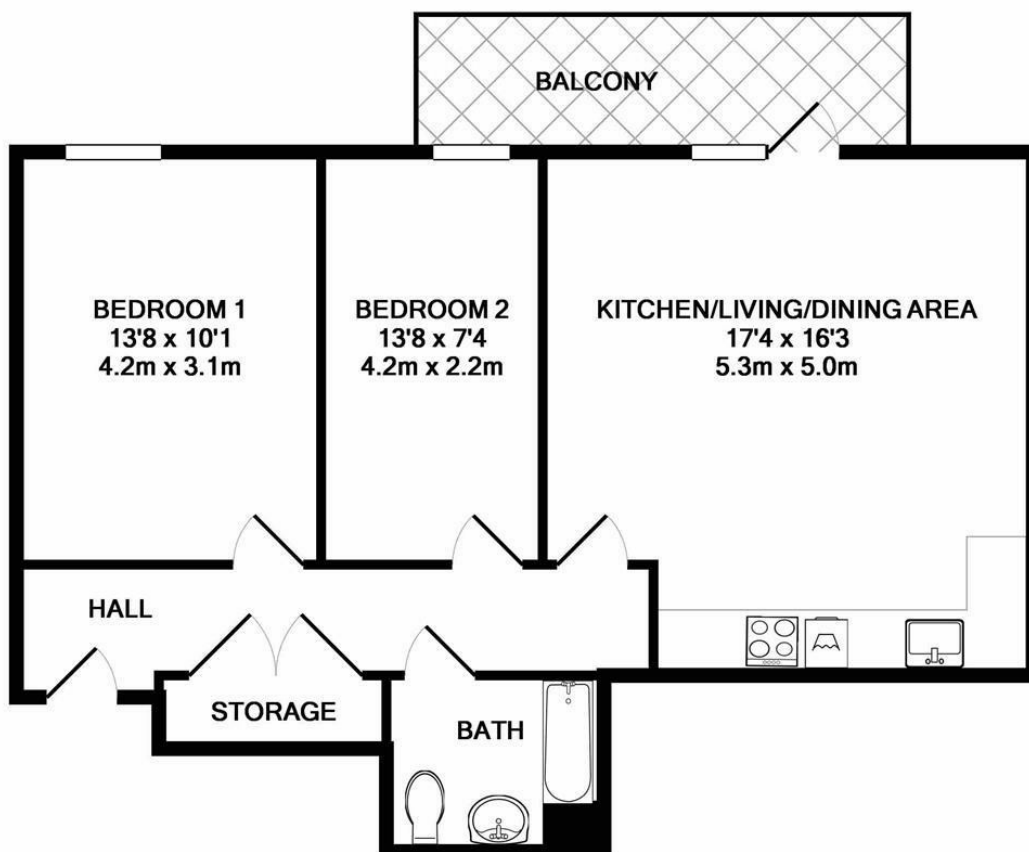 BALCONY
BEDROOM 1
13'8 x 10'1
4.2m x 3.1m
BEDROOM 2
13'8 x 7'4
4.2m x 2.2m
KITCHEN/LIVING/DINING AREA
17'4 x 16'3
5.3m x 5.0m
HALL
STORAGE
BATH